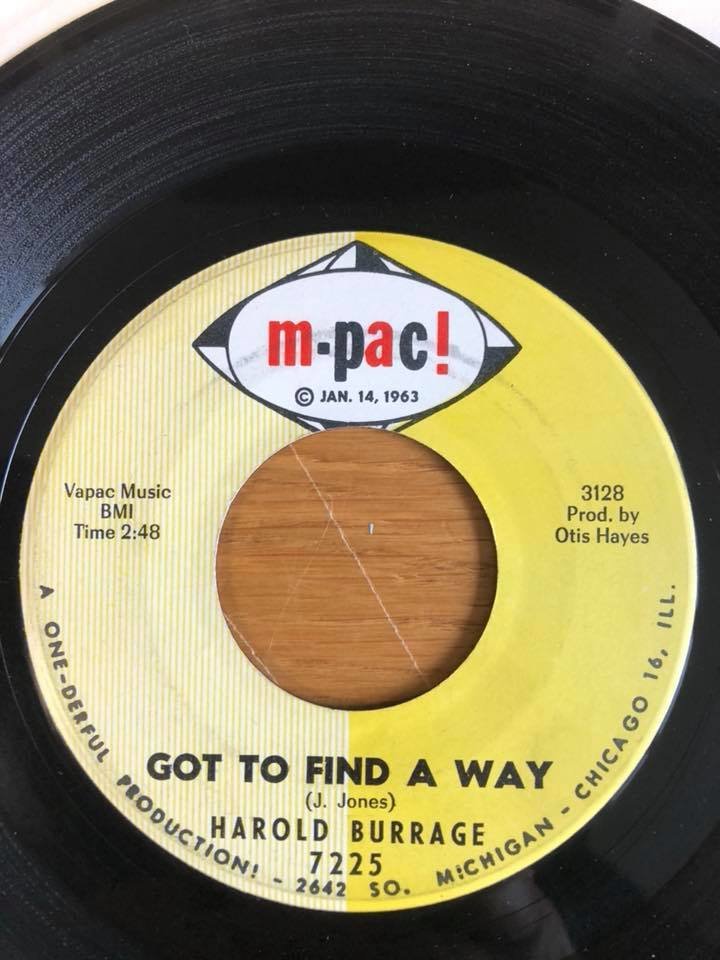 m·pac!
© JAN. 14, 1963
Vapac Music
BMI
Time 2:48
3128
Prod. by
Otis Hayes
GOT TO FIND A WAY
(J. Jones)
HAROLD BURRAGE
7225
A ONE-DERFUL PRODUCTION! - 2642 SO. MICHIGAN - CHICAGO 16, ILL.